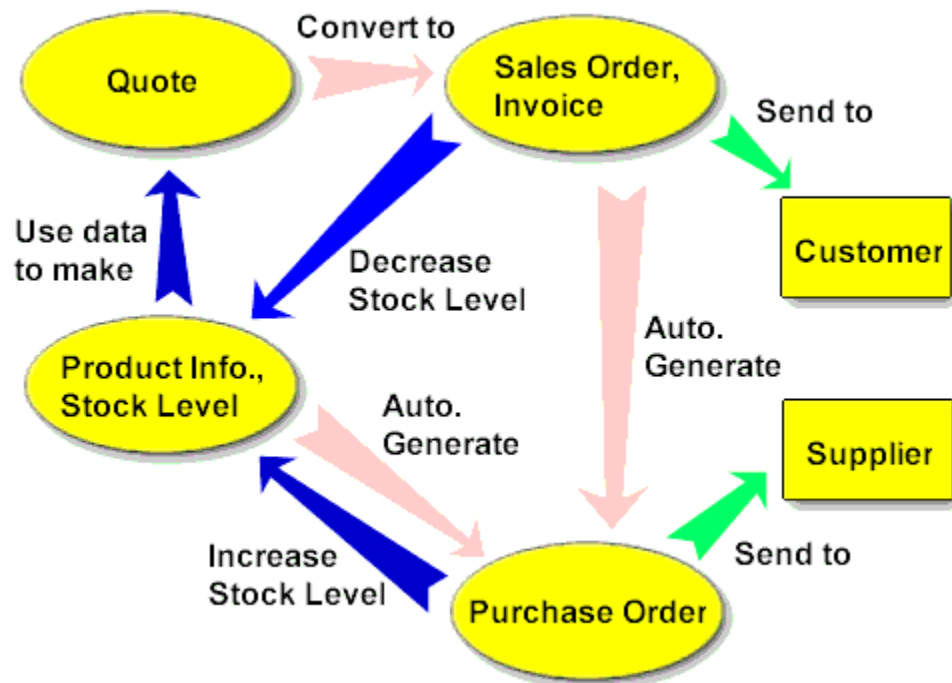 Convert to
Quote
Sales Order,
Invoice
Send to
Use data
to make
Decrease
Stock Level
Customer
Auto.
Generate
Product Info.,
Stock Level
Auto.
Generate
Supplier
Increase
Stock Level
Send to
Purchase Order